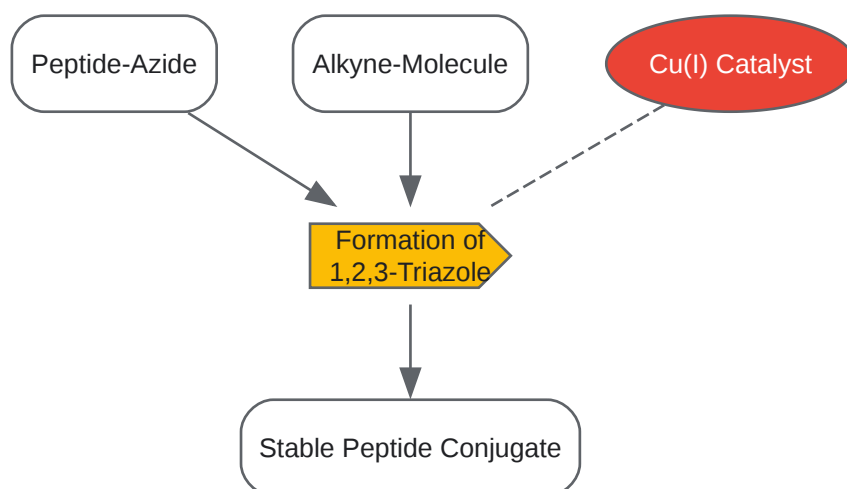 Peptide-Azide
Alkyne-Molecule
Cu(I) Catalyst
Formation of
1,2,3-Triazole
Stable Peptide Conjugate